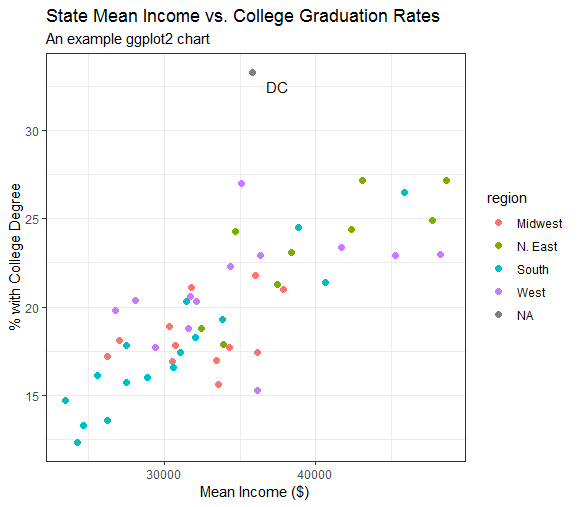 State Mean Income vs. College Graduation Rates
An example ggplot2 chart
DC
30
25
20
15
% with College Degree
30000 40000
Mean Income ($)
region
Midwest
N. East
South
West
NA